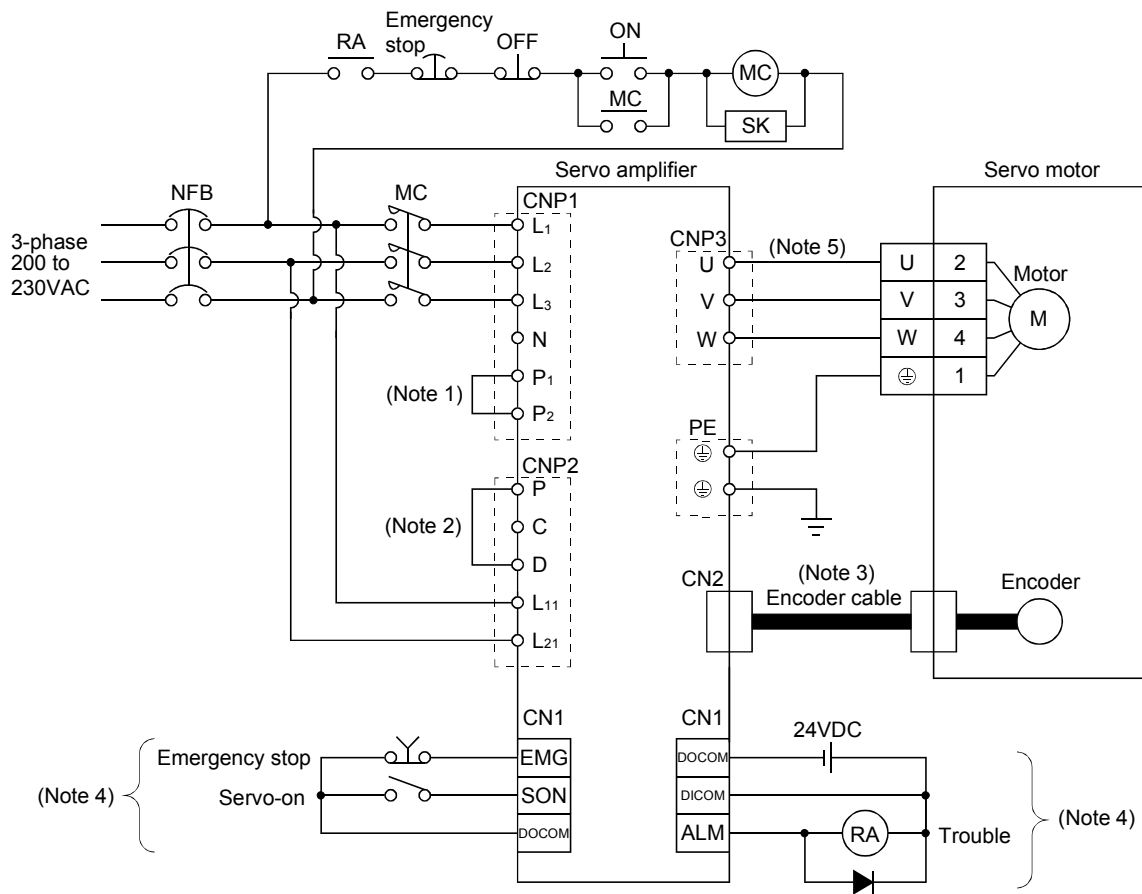 Emergency
stop
RA
OFF
ON
MC
MC
SK
Servo amplifier
Servo motor
NFB
MC
3-phase
200 to
230VAC
CNP1
L1
L2
L3
N
P1
P2
(Note 1)
CNP3
U
V
W
(Note 5)
U 2
V 3
W 4
1
Motor
M
PE
CNP2
P
C
D
L11
L21
(Note 2)
CN2
(Note 3)
Encoder cable
Encoder
CN1
CN1
(Note 4)
Emergency stop
Servo-on
EMG
SON
DOCOM
DOCOM
DICOM
ALM
24VDC
RA
Trouble
(Note 4)